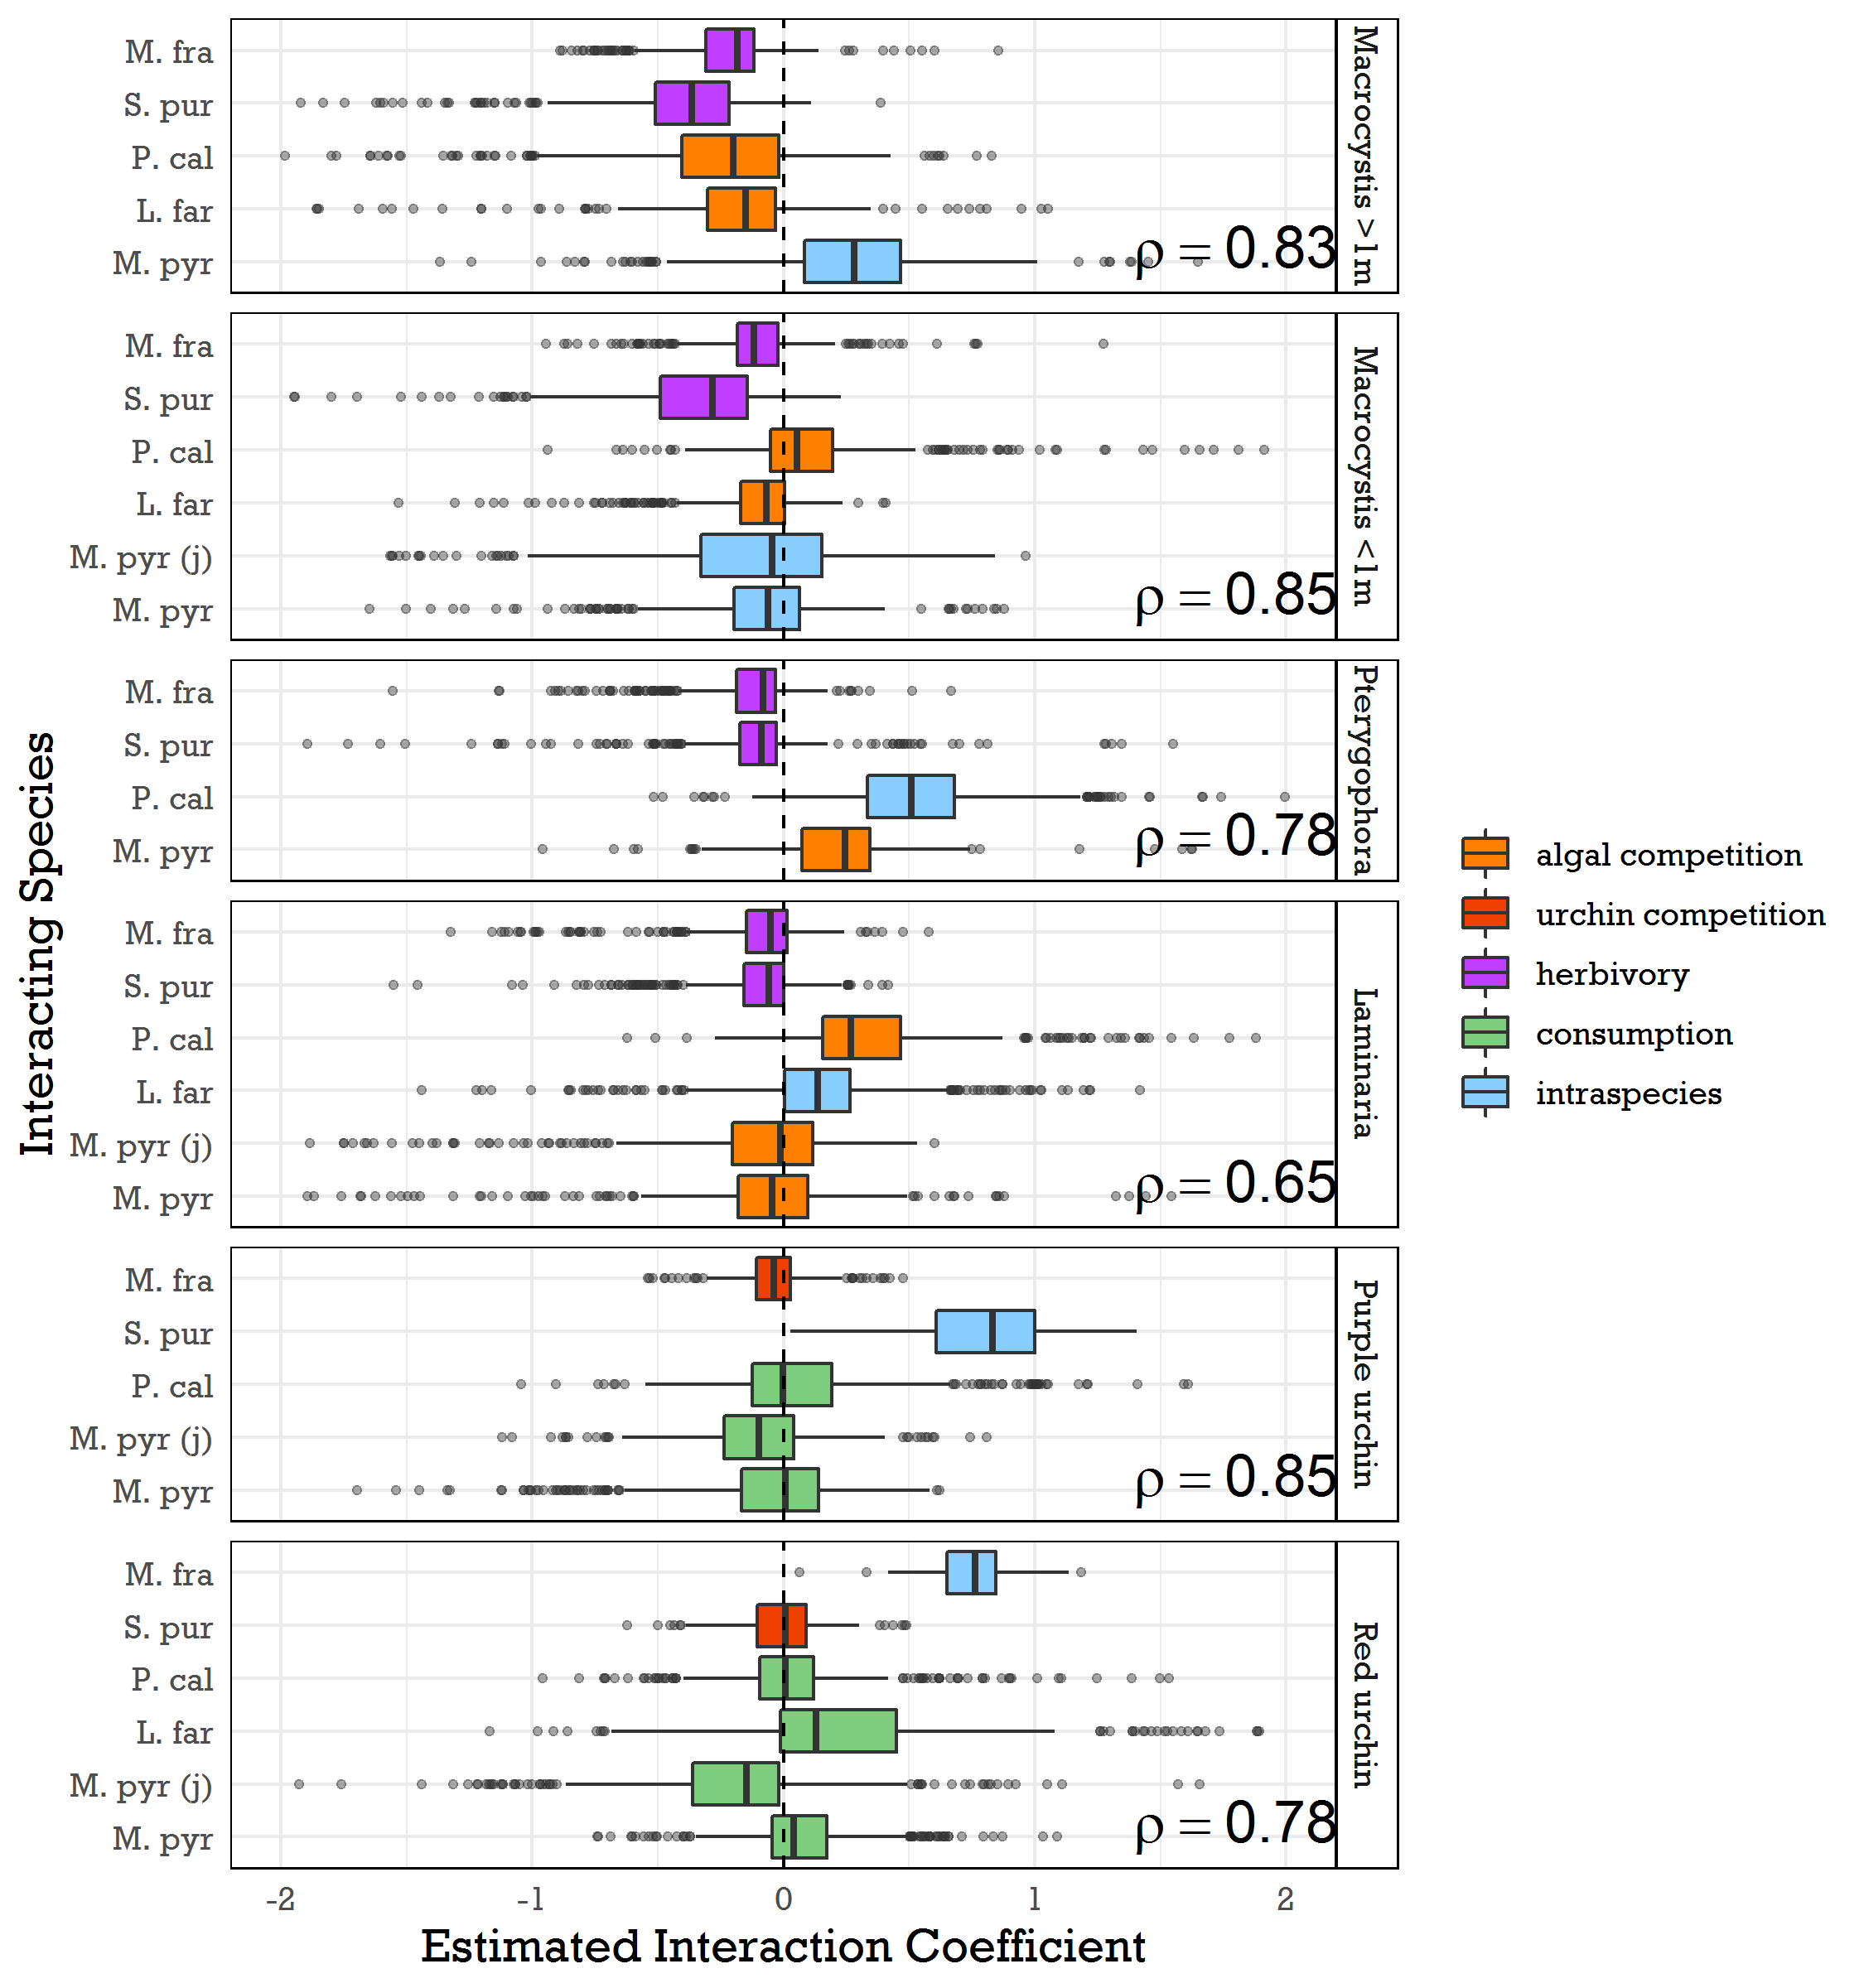 M. fra
S. pur
P. cal
L. far
M. pyr
ρ = 0.83
Macrocystis >1m
M. fra
S. pur
P. cal
L. far
M. pyr (j)
M. pyr
ρ = 0.85
Macrocystis <1m
M. fra
S. pur
P. cal
M. pyr
ρ = 0.78
Pterygophora
M. fra
S. pur
P. cal
L. far
M. pyr (j)
M. pyr
ρ = 0.65
Laminaria
M. fra
S. pur
P. cal
M. pyr (j)
M. pyr
ρ = 0.85
Purple urchin
M. fra
S. pur
P. cal
L. far
M. pyr (j)
M. pyr
ρ = 0.78
Red urchin
-2
-1
0
1
2
Estimated Interaction Coefficient
Interacting Species
algal competition
urchin competition
herbivory
consumption
intraspecies